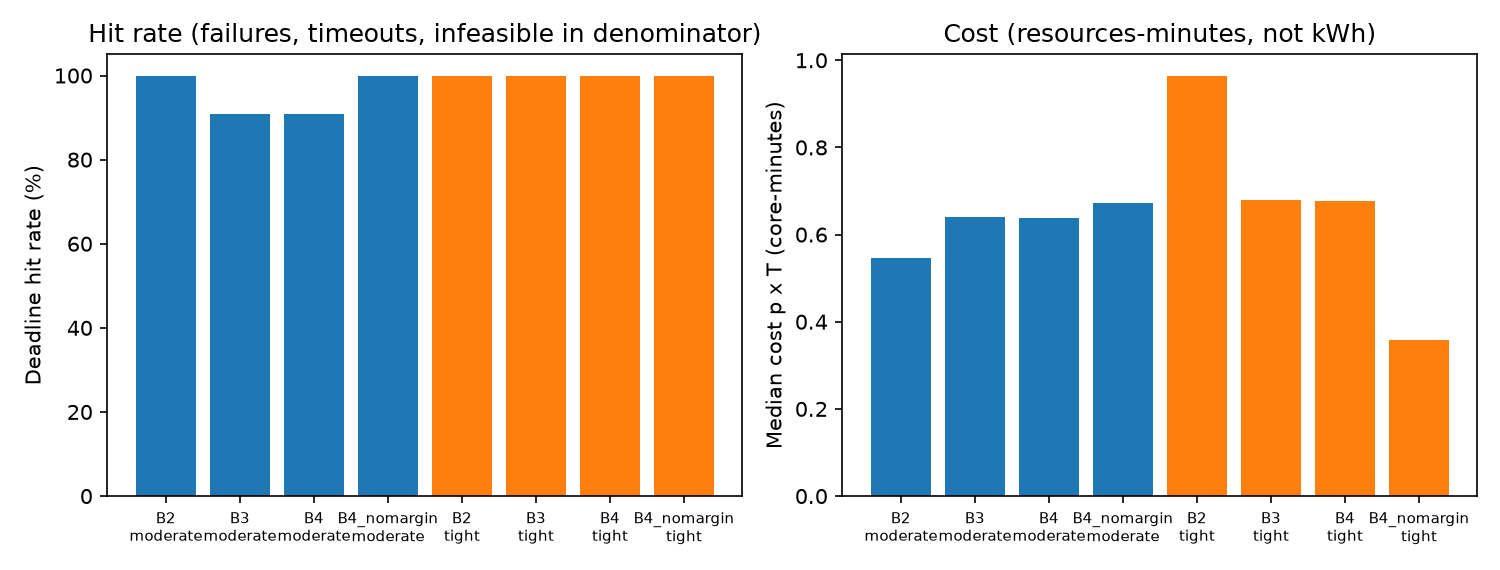 Hit rate (failures, timeouts, infeasible in denominator)
Deadline hit rate (%)
100
80
60
40
20
0
B2 B3 B4 B4_nomargin B2 B3 B4 B4_nomargin
moderate moderate moderate moderate tight tight tight tight
Cost (resources-minutes, not kWh)
Median cost p x T (core-minutes)
1.0
0.8
0.6
0.4
0.2
0.0
B2 B3 B4 B4_nomargin B2 B3 B4 B4_nomargin
moderate moderate moderate moderate tight tight tight tight